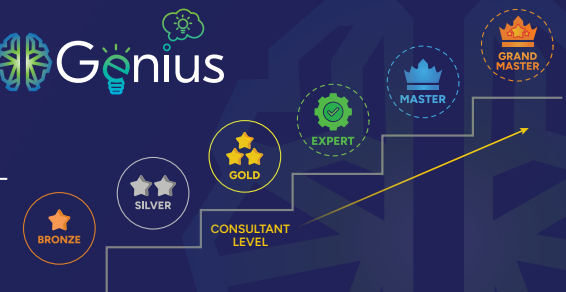 Genius
GRAND
MASTER
MASTER
EXPERT
GOLD
SILVER
BRONZE
CONSULTANT
LEVEL